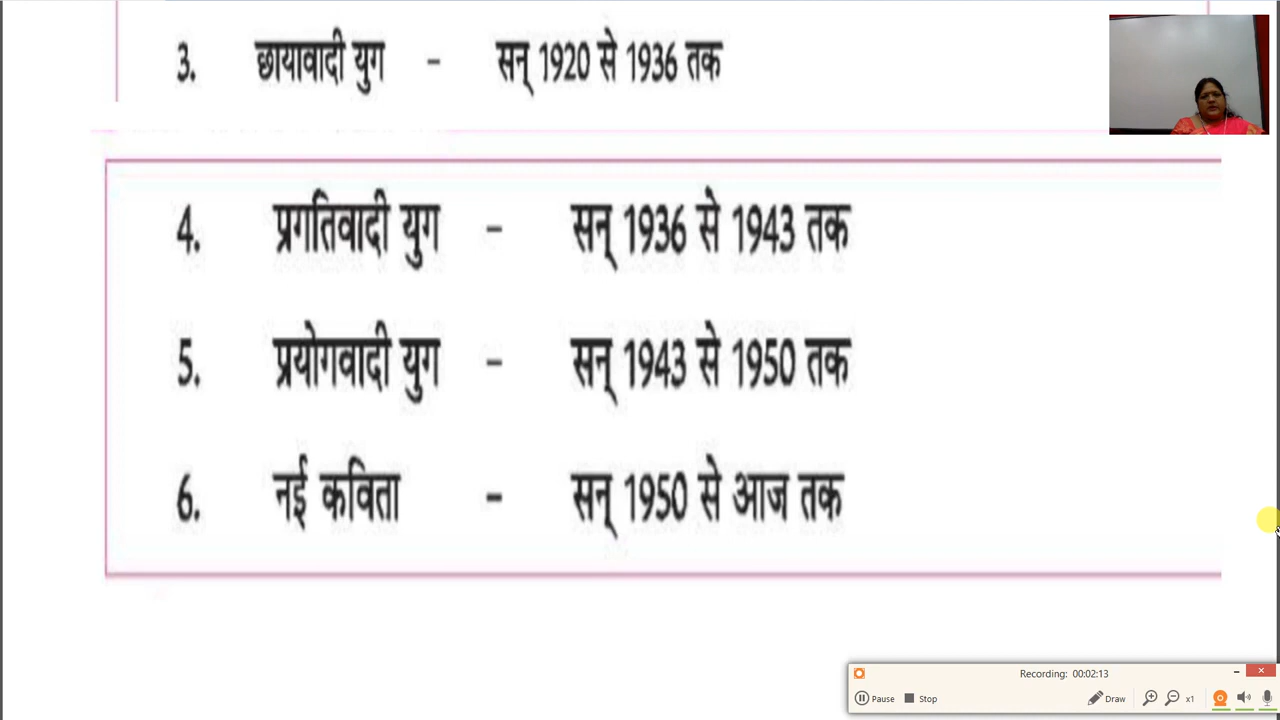 3. छायावादी युग - सन् 1920 से 1936 तक
4. प्रगतिवादी युग - सन् 1936 से 1943 तक
5. प्रयोगवादी युग - सन् 1943 से 1950 तक
6. नई कविता - सन् 1950 से आज तक
Recording: 00:02:13
Pause Stop Draw x1